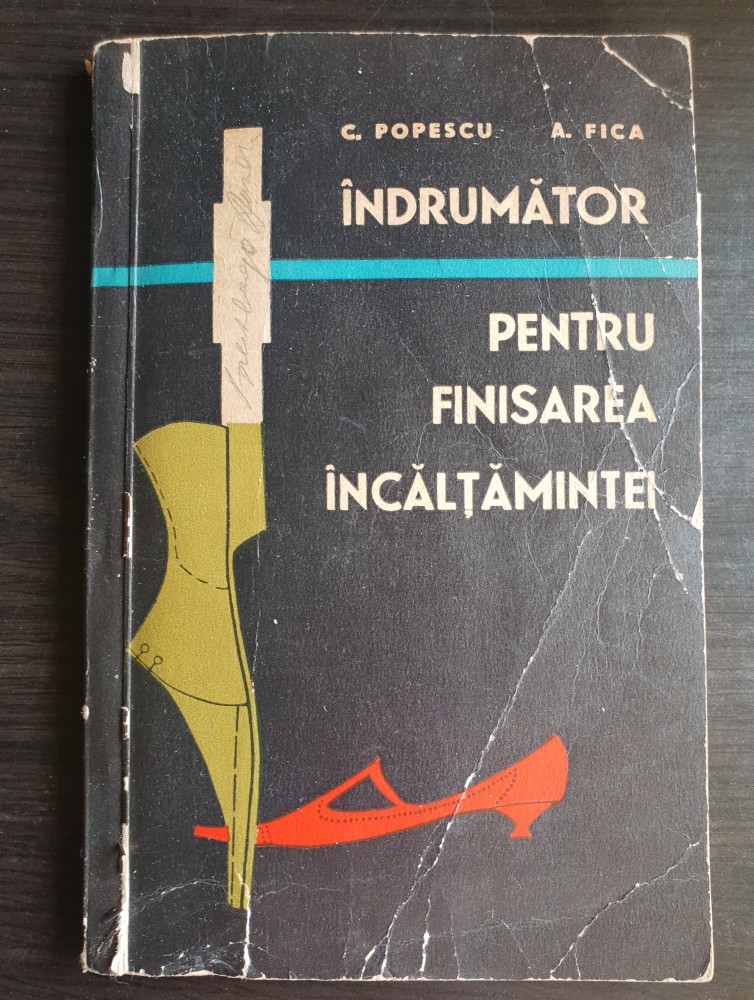 C. POPESCU A. FICA
ÎNDRUMĂTOR
PENTRU
FINISAREA
ÎNCĂLȚĂMINTEI